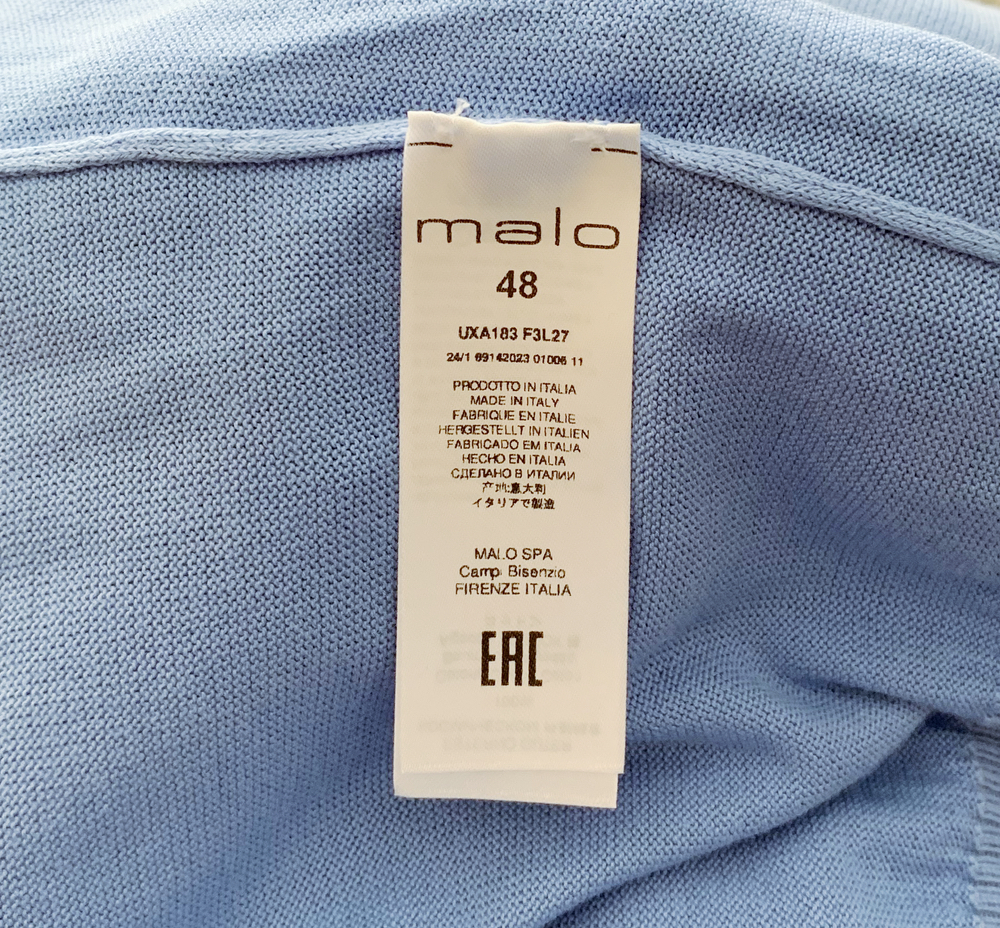 malo
48
UXA183 F3L27
24/1 69142023 01006 11
PRODOTTO IN ITALIA
MADE IN ITALY
FABRIQUE EN ITALIE
HERGESTELLT IN ITALIEN
FABRICADO EM ITALIA
HECHO EN ITALIA
СДЕЛАНО В ИТАЛИИ
产地:意大利
イタリアで製造
MALO SPA
Campi Bisenzio
FIRENZE ITALIA
EAC